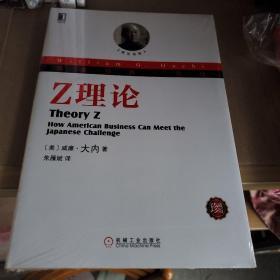 William G. Ouchi
Z理论
Theory Z
How American Business Can Meet the
Japanese Challenge
（美）威廉·大内 著
朱雁斌 译
机械工业出版社
China Machine Press